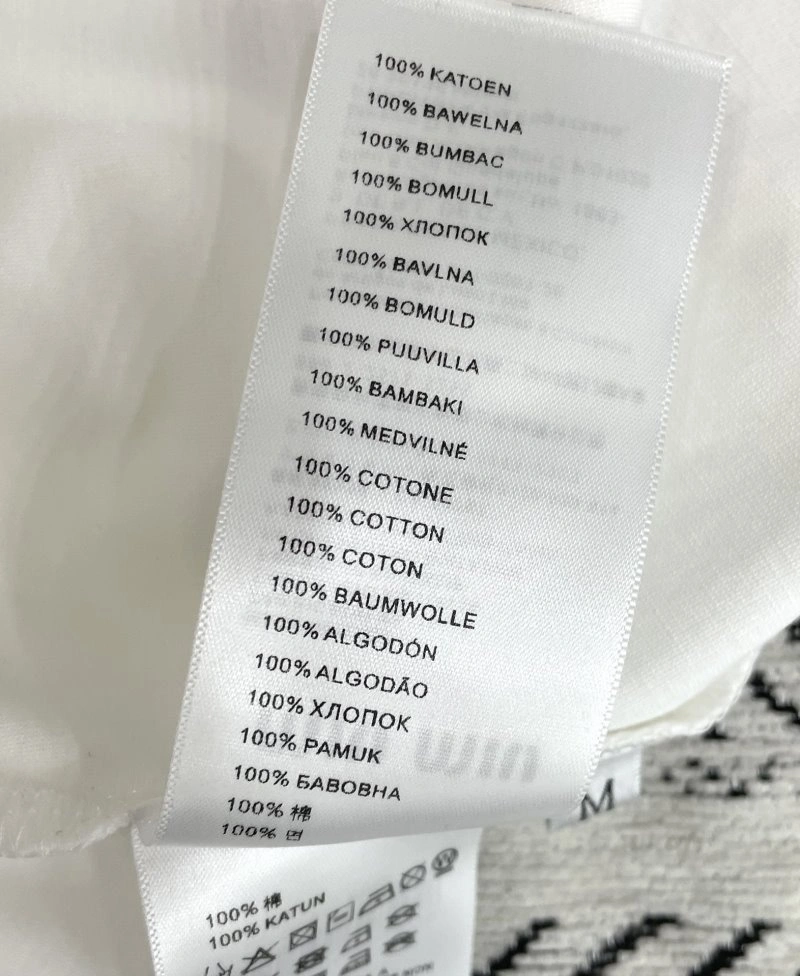 100% KATOEN
100% BAWELNA
100% BUMBAC
100% BOMULL
100% ХЛОПОК
100% BAVLNA
100% BOMULD
100% PUUVILLA
100% BAMBAKI
100% MEDVILNÉ
100% COTONE
100% COTTON
100% COTON
100% BAUMWOLLE
100% ALGODÓN
100% ALGODÃO
100% ХЛОПОК
100% PAMUK
100% БАВОВНА
100% 棉
100% 면
M
100% 棉
100% KATUN